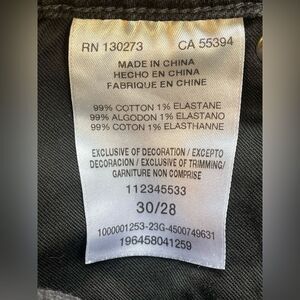 RN 130273 CA 55394
MADE IN CHINA
HECHO EN CHINA
FABRIQUE EN CHINE
99% COTTON 1% ELASTANE
99% ALGODON 1% ELASTANO
99% COTON 1% ELASTHANNE
EXCLUSIVE OF DECORATION / EXCEPTO
DECORACION / EXCLUSIVE OF TRIMMING/
GARNITURE NON COMPRISE
112345533
30/28
1000001253-23G-4500749631
196458041259